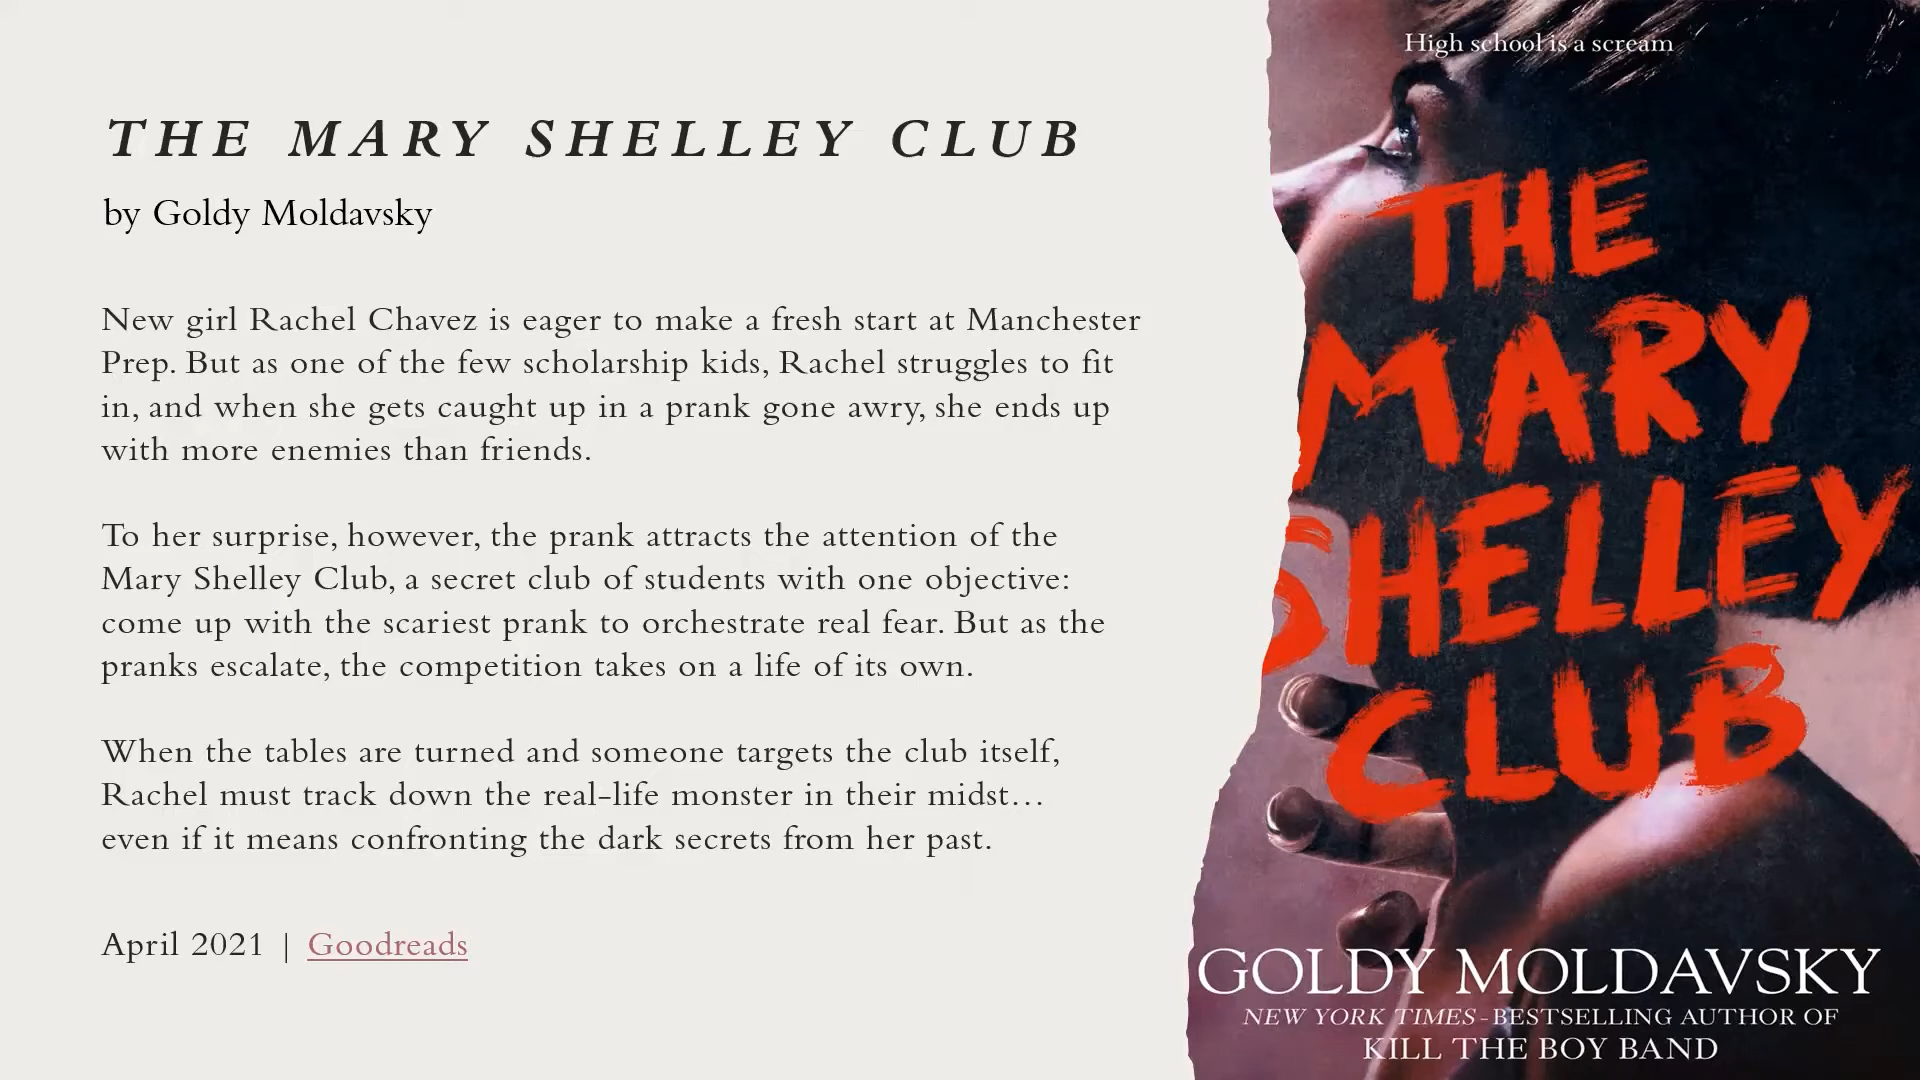 THE MARY SHELLEY CLUB
by Goldy Moldavsky
New girl Rachel Chavez is eager to make a fresh start at Manchester
Prep. But as one of the few scholarship kids, Rachel struggles to fit
in, and when she gets caught up in a prank gone awry, she ends up
with more enemies than friends.
To her surprise, however, the prank attracts the attention of the
Mary Shelley Club, a secret club of students with one objective:
come up with the scariest prank to orchestrate real fear. But as the
pranks escalate, the competition takes on a life of its own.
When the tables are turned and someone targets the club itself,
Rachel must track down the real-life monster in their midst…
even if it means confronting the dark secrets from her past.
April 2021 | Goodreads
High school is a scream
THE
MARY
SHELLEY
CLUB
GOLDY MOLDAVSKY
NEW YORK TIMES-BESTSELLING AUTHOR OF
KILL THE BOY BAND